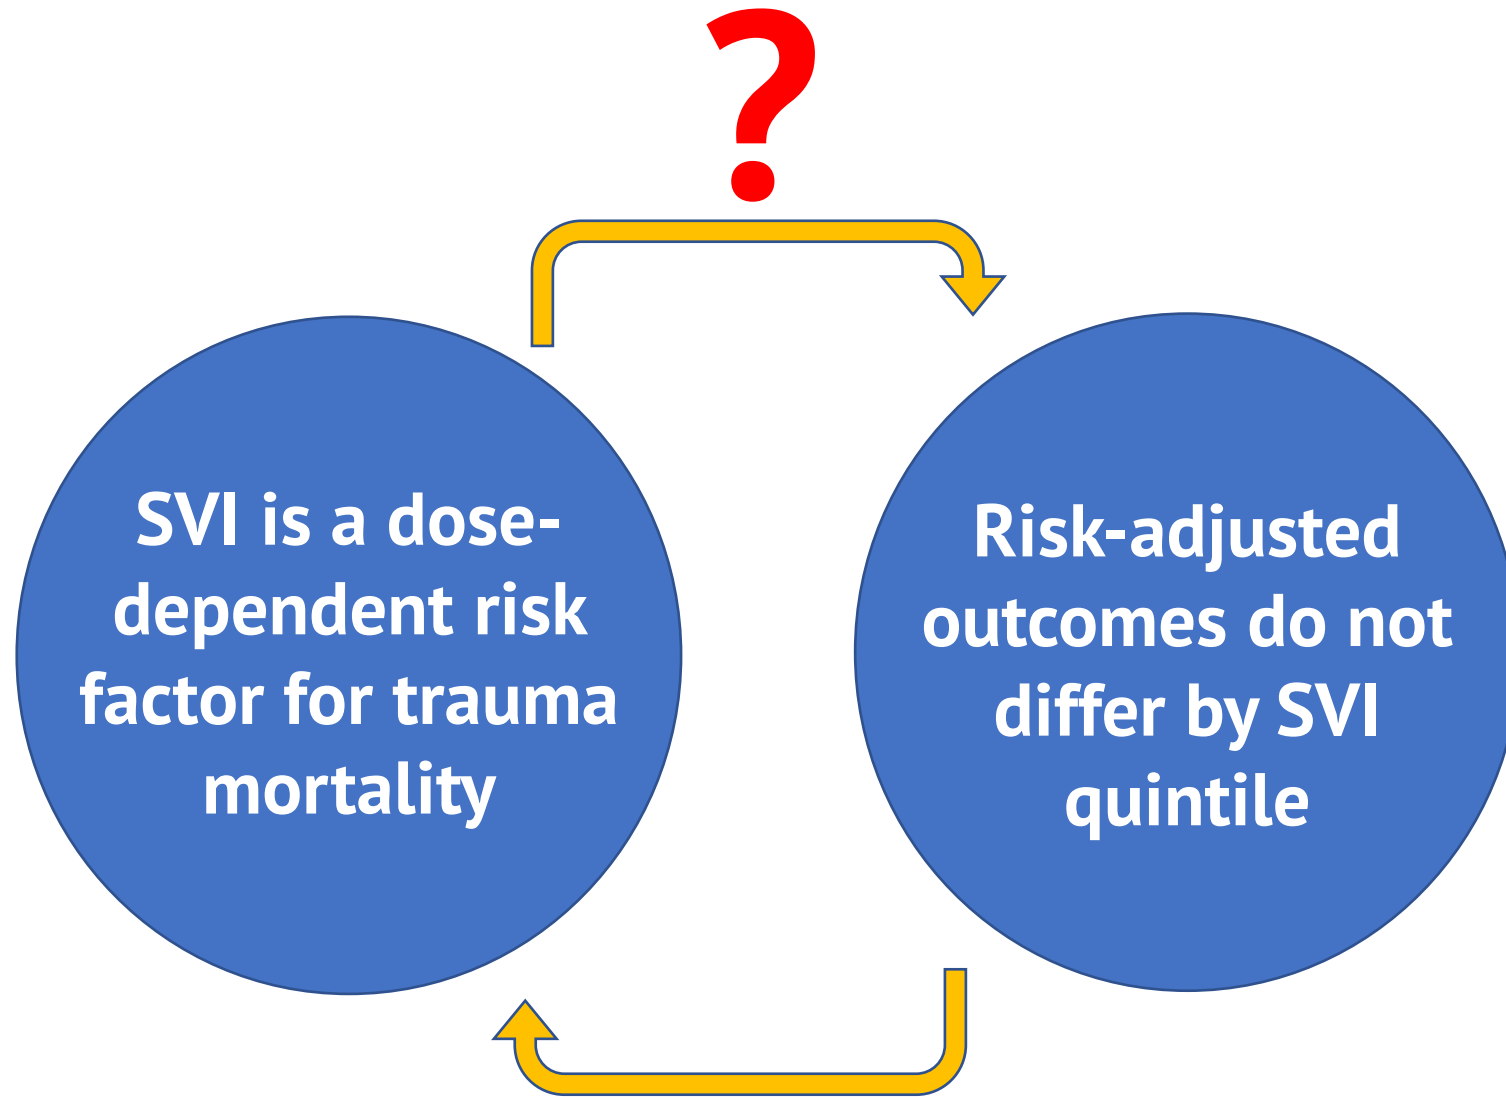 ?
SVI is a dose-
dependent risk
factor for trauma
mortality
Risk-adjusted
outcomes do not
differ by SVI
quintile